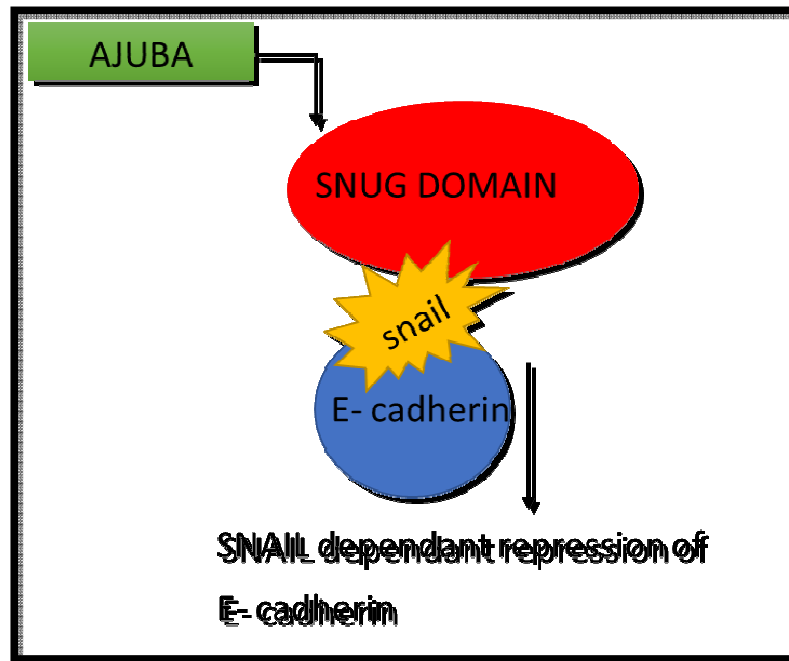 AJUBA
SNUG DOMAIN
snail
E- cadherin
SNAIL dependant repression of
E- cadherin